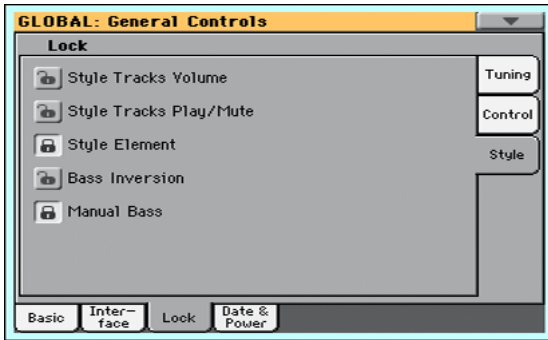 GLOBAL: General Controls
Lock
Style Tracks Volume
Style Tracks Play/Mute
Style Element
Bass Inversion
Manual Bass
Tuning
Control
Style
Basic
Inter-
face
Lock
Date &
Power